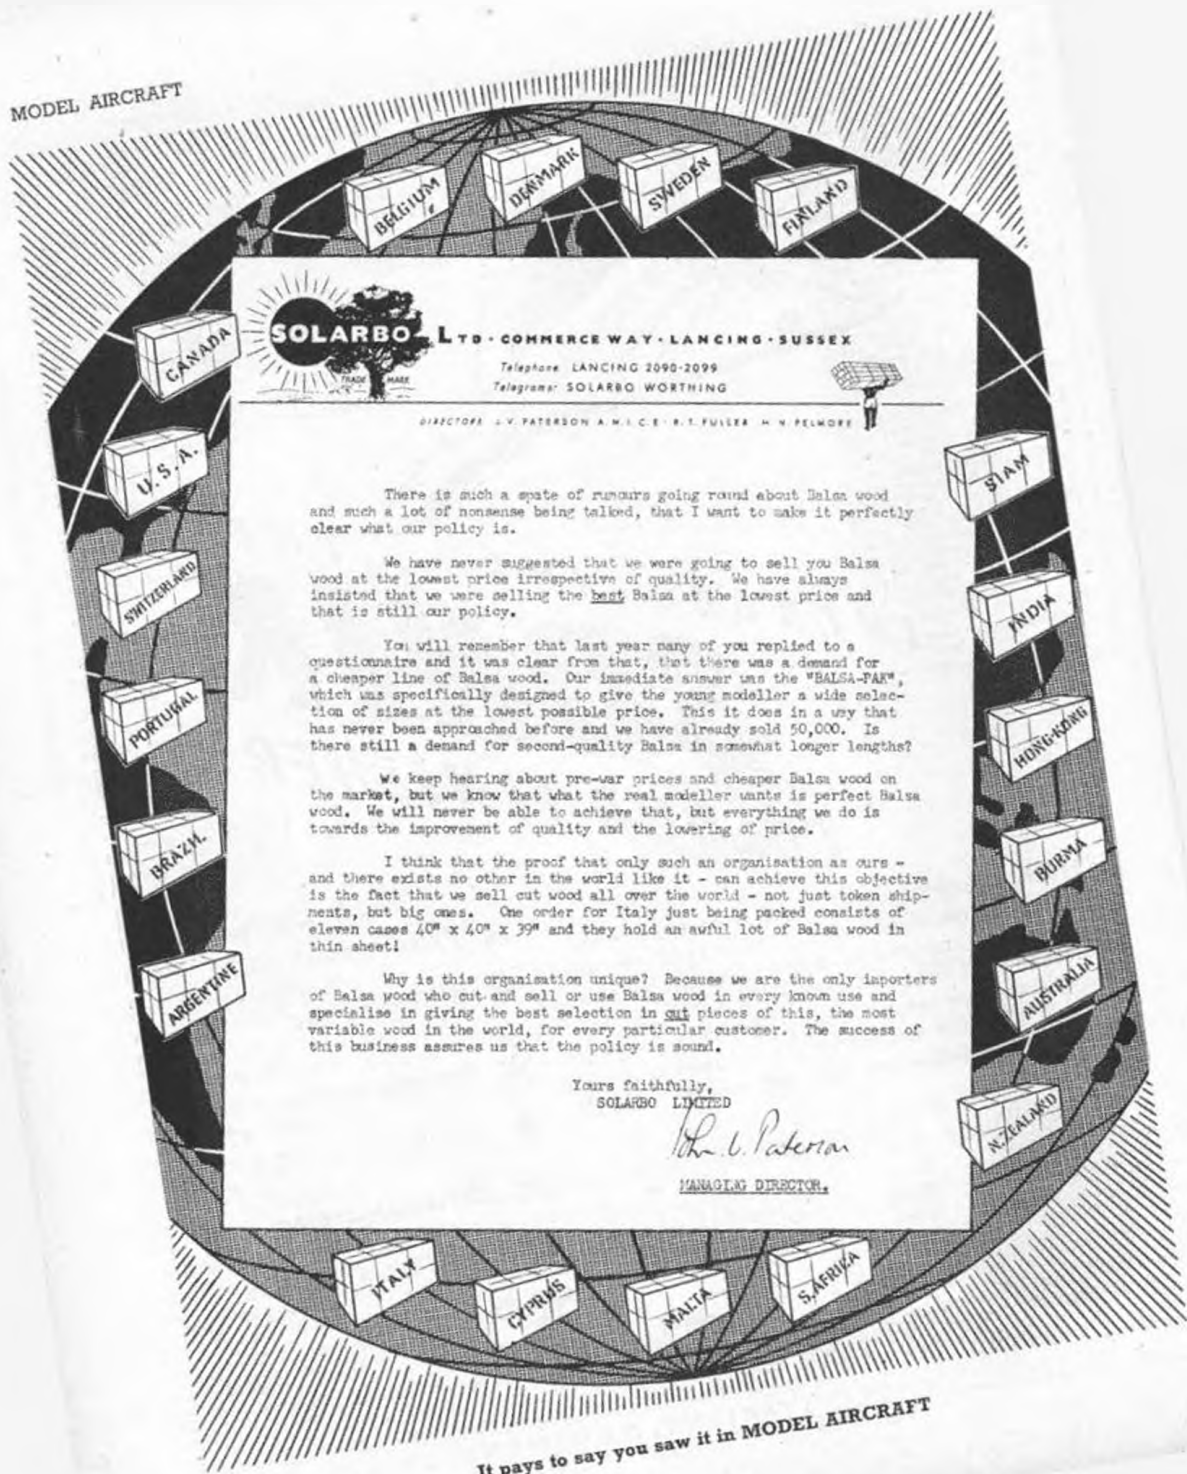 MODEL AIRCRAFT
BELGIUM
DENMARK
SWEDEN
FINLAND
CANADA
U.S.A.
SWITZERLAND
PORTUGAL
BRAZIL
ARGENTINE
SIAM
INDIA
HONG-KONG
BURMA
AUSTRALIA
N.ZEALAND
ITALY
CYPRUS
MALTA
S.AFRICA
SOLARBO LTD · COMMERCE WAY · LANCING · SUSSEX
TRADE MARK
Telephone LANCING 2090-2099
Telegrams: SOLARBO WORTHING
DIRECTORS J. V. PATERSON A.M.I.C.E · R.T. FULLER H. N. PELMORE
There is such a spate of rumours going round about Balsa wood
and such a lot of nonsense being talked, that I want to make it perfectly
clear what our policy is.
We have never suggested that we were going to sell you Balsa
wood at the lowest price irrespective of quality. We have always
insisted that we were selling the best Balsa at the lowest price and
that is still our policy.
You will remember that last year many of you replied to a
questionnaire and it was clear from that, that there was a demand for
a cheaper line of Balsa wood. Our immediate answer was the "BALSA-PAK",
which was specifically designed to give the young modeller a wide selec-
tion of sizes at the lowest possible price. This it does in a way that
has never been approached before and we have already sold 50,000. Is
there still a demand for second-quality Balsa in somewhat longer lengths?
We keep hearing about pre-war prices and cheaper Balsa wood on
the market, but we know that what the real modeller wants is perfect Balsa
wood. We will never be able to achieve that, but everything we do is
towards the improvement of quality and the lowering of price.
I think that the proof that only such an organisation as ours -
and there exists no other in the world like it - can achieve this objective
is the fact that we sell cut wood all over the world - not just token ship-
ments, but big ones. One order for Italy just being packed consists of
eleven cases 40" x 40" x 39" and they hold an awful lot of Balsa wood in
thin sheet!
Why is this organisation unique? Because we are the only importers
of Balsa wood who cut and sell or use Balsa wood in every known use and
specialise in giving the best selection in cut pieces of this, the most
variable wood in the world, for every particular customer. The success of
this business assures us that the policy is sound.
Yours faithfully,
SOLARBO LIMITED
John V. Paterson
MANAGING DIRECTOR.
It pays to say you saw it in MODEL AIRCRAFT